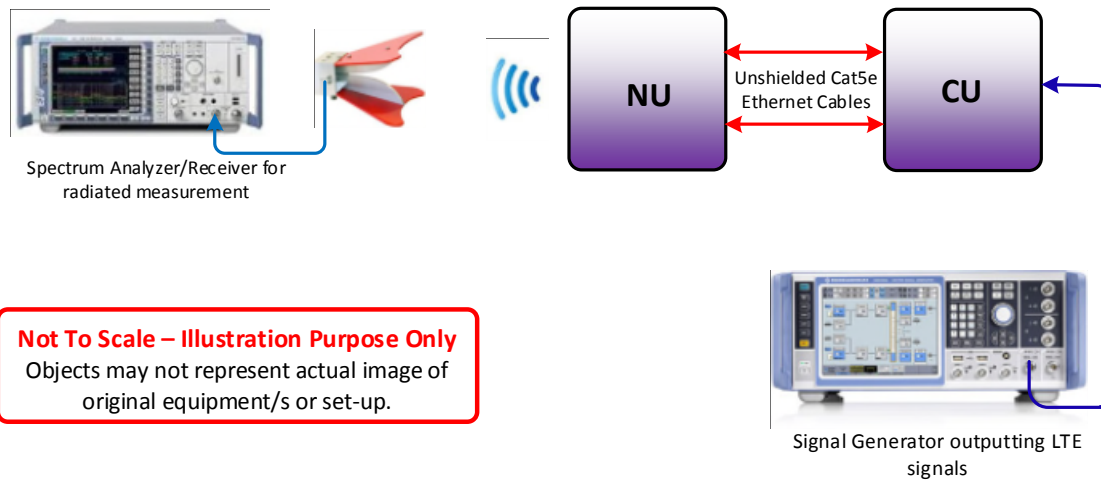 NU
Unshielded Cat5e
Ethernet Cables
CU
Spectrum Analyzer/Receiver for
radiated measurement
Not To Scale – Illustration Purpose Only
Objects may not represent actual image of
original equipment/s or set-up.
Signal Generator outputting LTE
signals